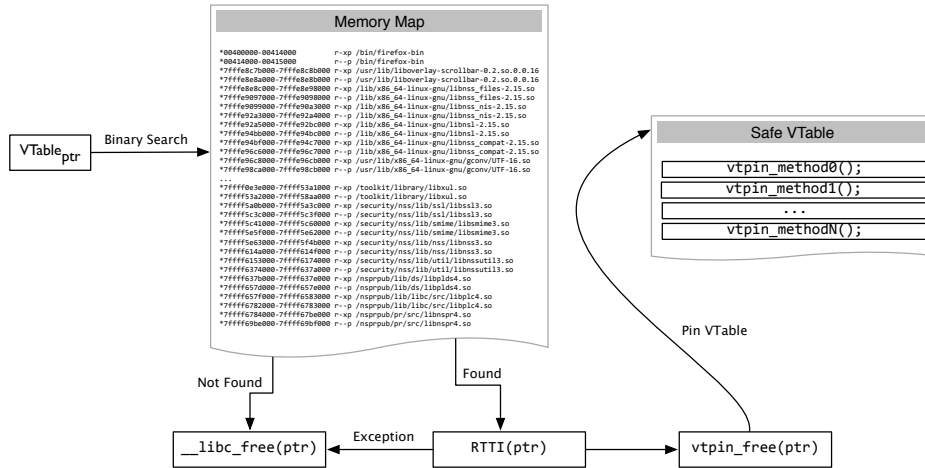 Memory Map
*00400000-00414000 r-xp /bin/firefox-bin
*00414000-00415000 r--p /bin/firefox-bin
*7fffe8c7b000-7fffe8c8b000 r-xp /usr/lib/liboverlay-scrollbar-0.2.so.0.0.16
*7fffe8e8a000-7fffe8e8b000 r--p /usr/lib/liboverlay-scrollbar-0.2.so.0.0.16
*7fffe8e8c000-7fffe8e98000 r-xp /lib/x86_64-linux-gnu/libnss_files-2.15.so
*7fffe9097000-7fffe9098000 r--p /lib/x86_64-linux-gnu/libnss_files-2.15.so
*7fffe9099000-7fffe90a3000 r-xp /lib/x86_64-linux-gnu/libnss_nis-2.15.so
*7fffe92a3000-7fffe92a4000 r--p /lib/x86_64-linux-gnu/libnss_nis-2.15.so
*7fffe92a5000-7fffe92bc000 r-xp /lib/x86_64-linux-gnu/libnsl-2.15.so
*7fffe94bb000-7fffe94bc000 r--p /lib/x86_64-linux-gnu/libnsl-2.15.so
*7fffe94bf000-7fffe94c7000 r-xp /lib/x86_64-linux-gnu/libnss_compat-2.15.so
*7fffe96c6000-7fffe96c7000 r--p /lib/x86_64-linux-gnu/libnss_compat-2.15.so
*7fffe96c8000-7fffe96cb000 r-xp /usr/lib/x86_64-linux-gnu/gconv/UTF-16.so
*7fffe98ca000-7fffe98cb000 r--p /usr/lib/x86_64-linux-gnu/gconv/UTF-16.so
...
*7ffff0e3e000-7ffff53a1000 r-xp /toolkit/library/libxul.so
*7ffff53a2000-7ffff58aa000 r--p /toolkit/library/libxul.so
*7ffff5a0b000-7ffff5a3c000 r-xp /security/nss/lib/ssl/libssl3.so
*7ffff5c3c000-7ffff5c3f000 r--p /security/nss/lib/ssl/libssl3.so
*7ffff5c41000-7ffff5c60000 r-xp /security/nss/lib/smime/libsmime3.so
*7ffff5e5f000-7ffff5e62000 r--p /security/nss/lib/smime/libsmime3.so
*7ffff5e63000-7ffff5f4b000 r-xp /security/nss/lib/nss/libnss3.so
*7ffff614a000-7ffff614f000 r--p /security/nss/lib/nss/libnss3.so
*7ffff6153000-7ffff6174000 r-xp /security/nss/lib/util/libnssutil3.so
*7ffff6374000-7ffff637a000 r--p /security/nss/lib/util/libnssutil3.so
*7ffff637b000-7ffff637e000 r-xp /nsprpub/lib/ds/libplds4.so
*7ffff657d000-7ffff657e000 r--p /nsprpub/lib/ds/libplds4.so
*7ffff657f000-7ffff6583000 r-xp /nsprpub/lib/libc/src/libplc4.so
*7ffff6782000-7ffff6783000 r--p /nsprpub/lib/libc/src/libplc4.so
*7ffff6784000-7ffff67be000 r-xp /nsprpub/pr/src/libnspr4.so
*7ffff69be000-7ffff69bf000 r--p /nsprpub/pr/src/libnspr4.so
VTable_ptr
Binary Search
Safe VTable
vtpin_method0();
vtpin_method1();
...
vtpin_methodN();
Pin VTable
Not Found
Found
__libc_free(ptr)
Exception
RTTI(ptr)
vtpin_free(ptr)